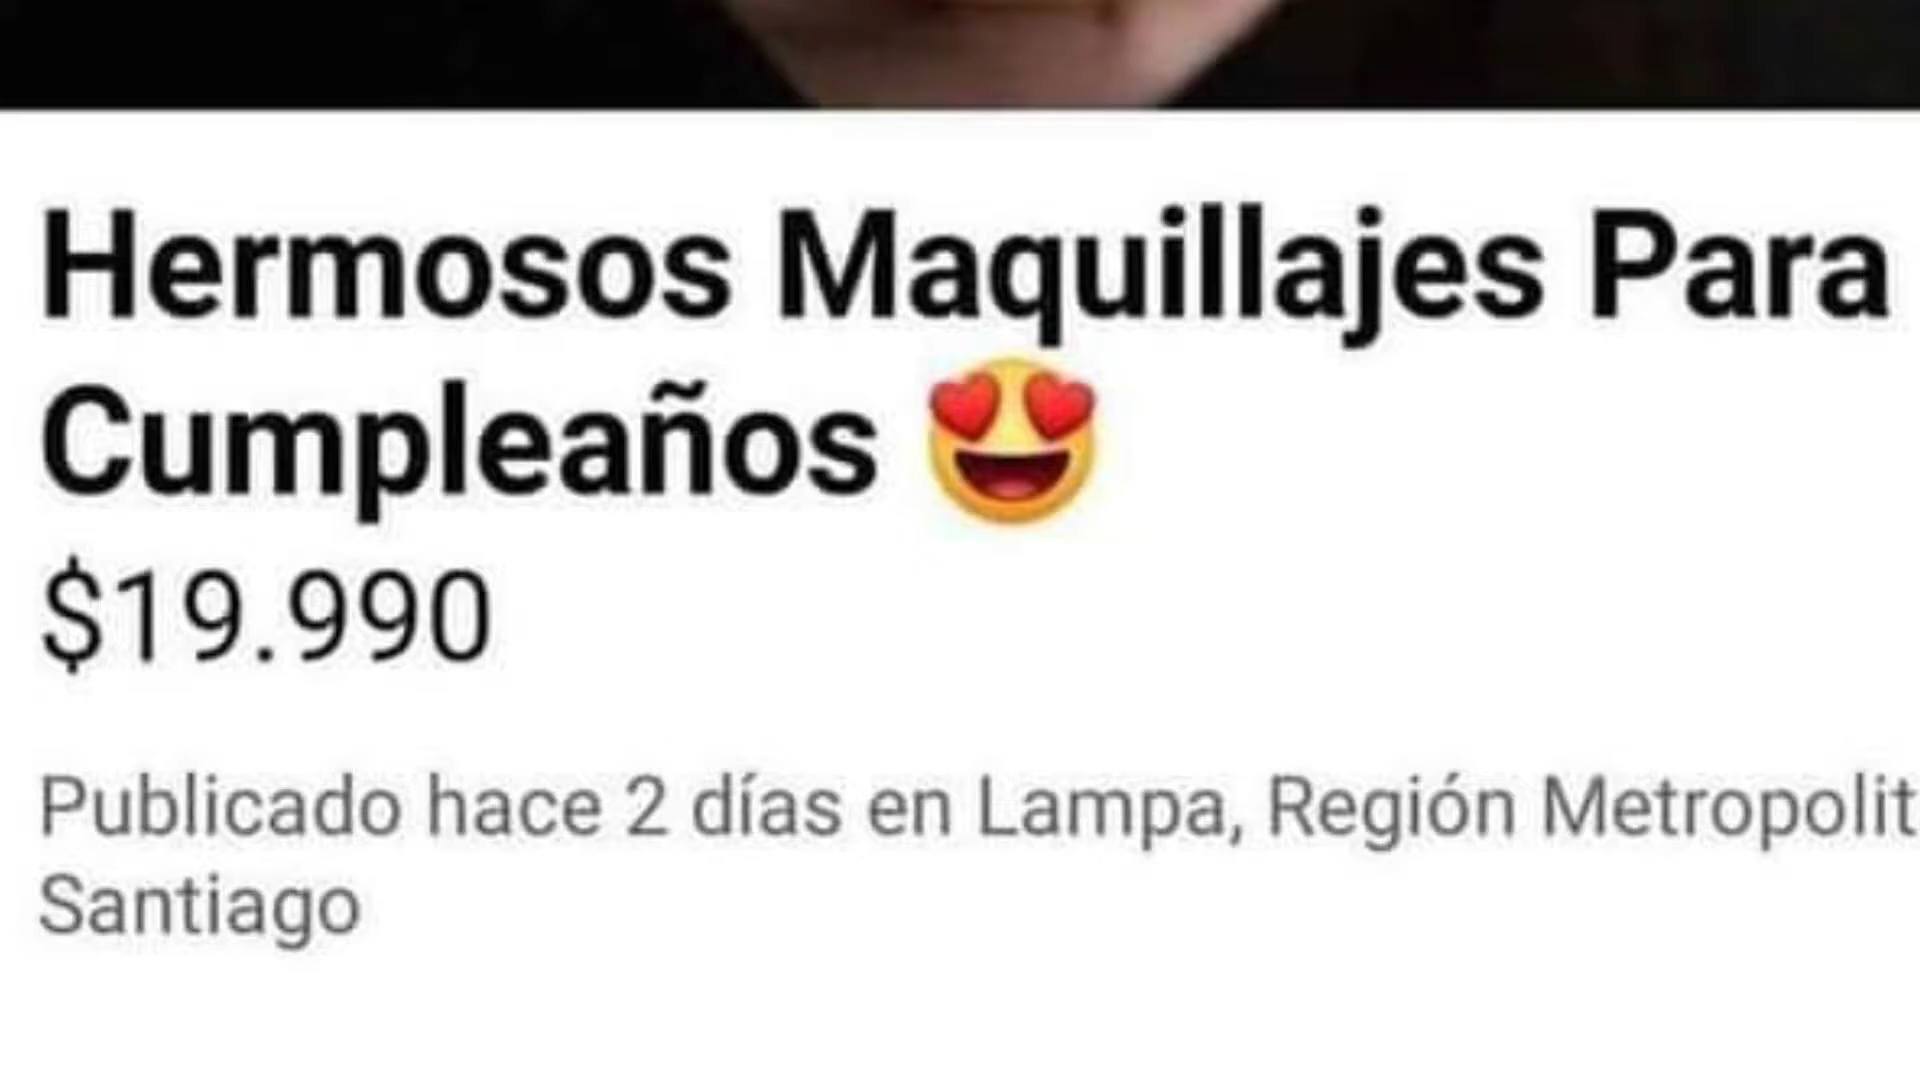 Hermosos Maquillajes Para
Cumpleaños 😍
$19.990
Publicado hace 2 días en Lampa, Región Metropolit
Santiago